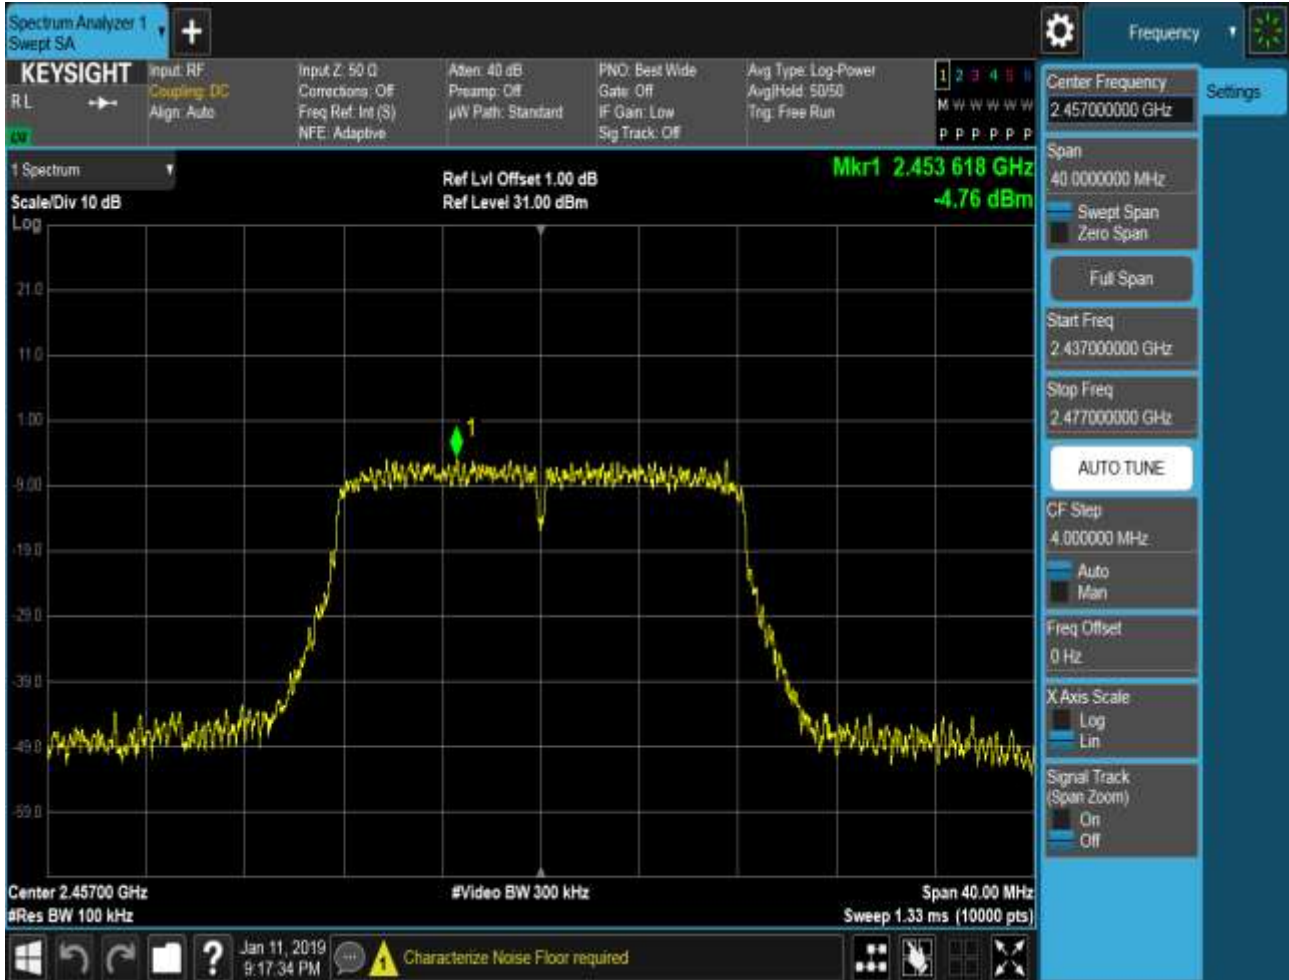 Spectrum Analyzer 1
Swept SA
Frequency
KEYSIGHT
RL
Input: RF
Coupling: DC
Align: Auto
Input Z: 50 Ω
Corrections: Off
Freq Ref: Int (S)
NFE: Adaptive
Atten: 40 dB
Preamp: Off
µW Path: Standard
PNO: Best Wide
Gate: Off
IF Gain: Low
Sig Track: Off
Avg Type: Log-Power
Avg|Hold: 50/50
Trig: Free Run
1 2 3 4 5 6
M W W W W W
P P P P P P
1 Spectrum
Scale/Div 10 dB
Log
Ref Lvl Offset 1.00 dB
Ref Level 31.00 dBm
Mkr1 2.453 618 GHz
-4.76 dBm
21.0
11.0
1.00
-9.00
-19.0
-29.0
-39.0
-49.0
-59.0
1
Center 2.45700 GHz
#Res BW 100 kHz
#Video BW 300 kHz
Span 40.00 MHz
Sweep 1.33 ms (10000 pts)
Center Frequency
2.457000000 GHz
Settings
Span
40.0000000 MHz
Swept Span
Zero Span
Full Span
Start Freq
2.437000000 GHz
Stop Freq
2.477000000 GHz
AUTO TUNE
CF Step
4.000000 MHz
Auto
Man
Freq Offset
0 Hz
X Axis Scale
Log
Lin
Signal Track
(Span Zoom)
On
Off
?
Jan 11, 2019
9:17:34 PM
1
Characterize Noise Floor required